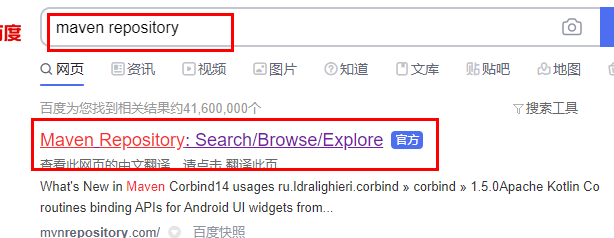 度
maven repository
网页 资讯 视频 图片 知道 文库 贴吧 地图
百度为您找到相关结果约41,600,000个 搜索工具
Maven Repository: Search/Browse/Explore 官方
查看此网页的中文翻译，请点击 翻译此页
What's New in Maven Corbind14 usages ru.ldralighieri.corbind » corbind » 1.5.0Apache Kotlin Co
routines binding APIs for Android UI widgets from...
mvnrepository.com/ 百度快照